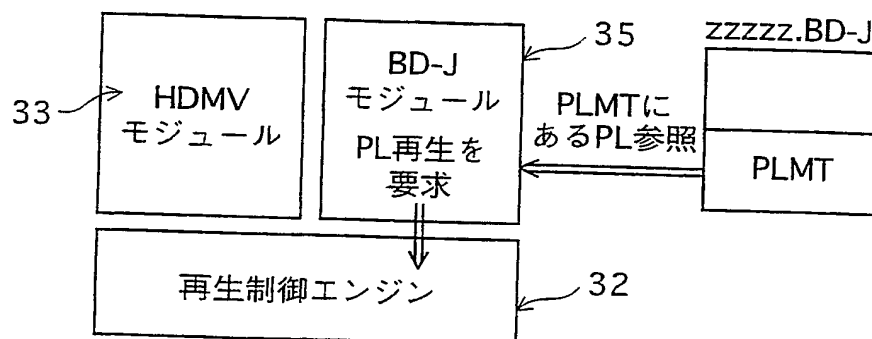 33
HDMV
モジュール
35
BD-J
モジュール
PL再生を
要求
PLMTに
あるPL参照
zzzzz.BD-J
PLMT
再生制御エンジン
32